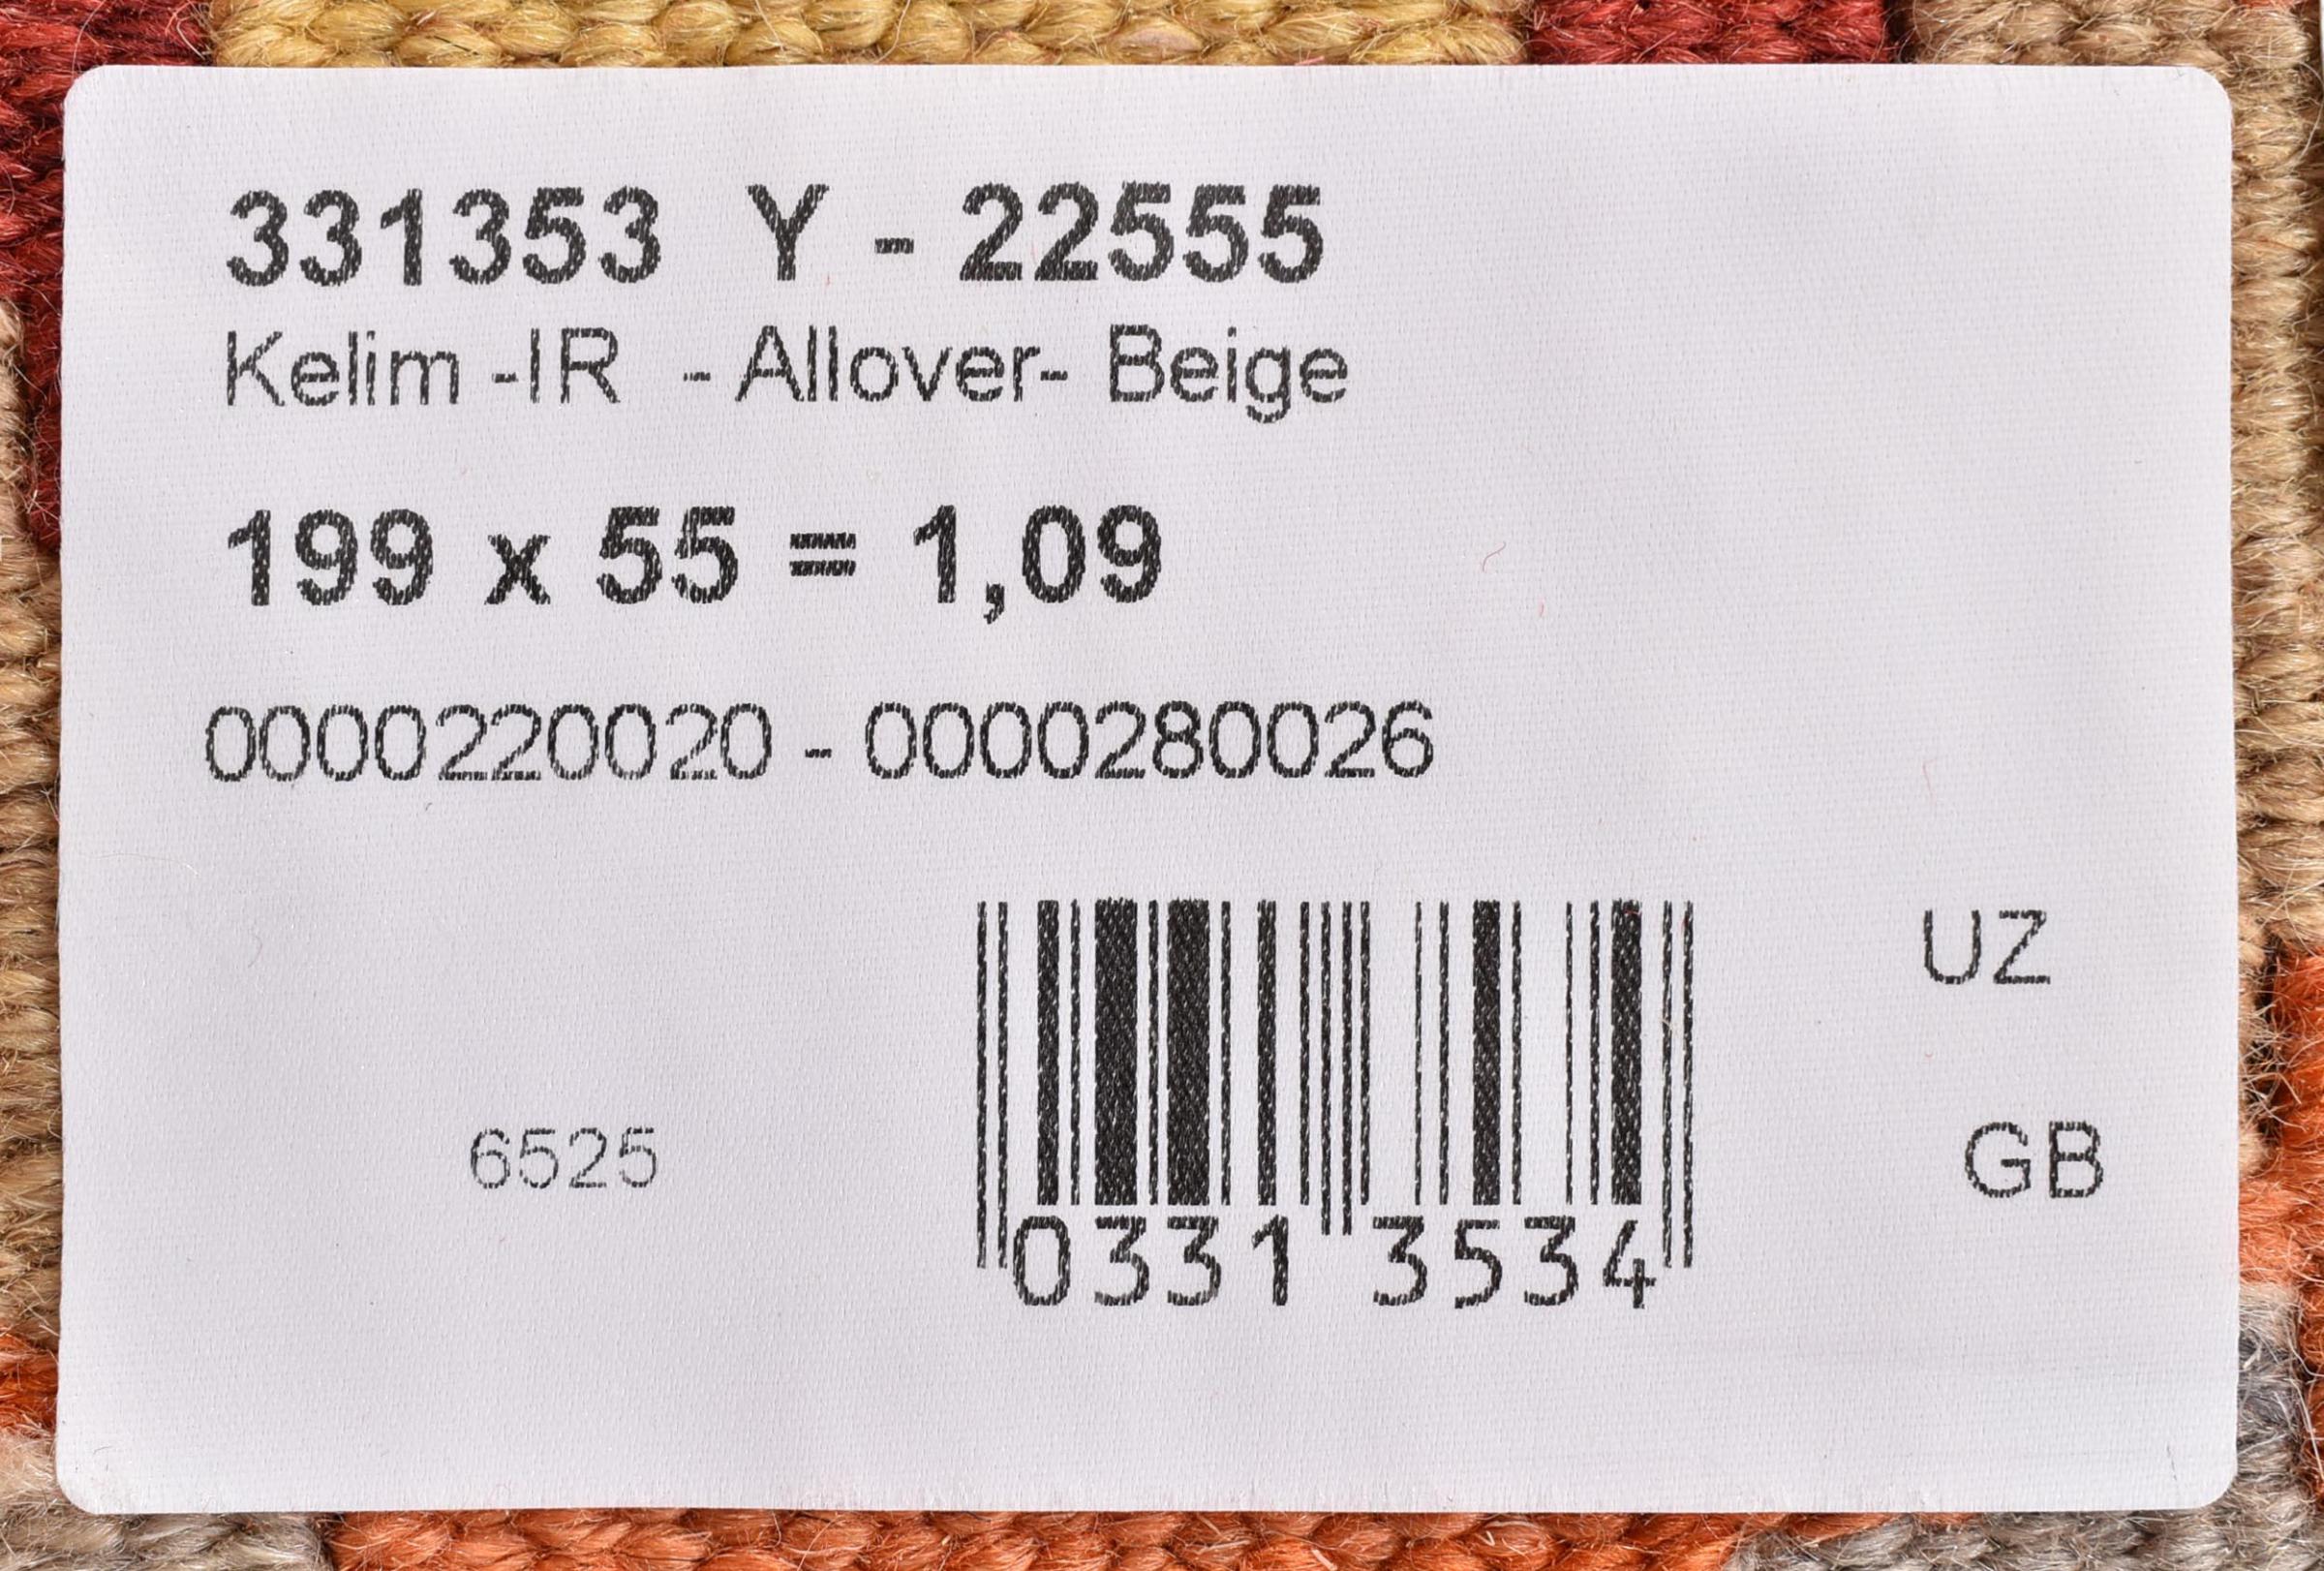 331353 Y - 22555
Kelim -IR - Allover- Beige
199 x 55 = 1,09
0000220020 - 0000280026
UZ
6525
GB
0331 3534